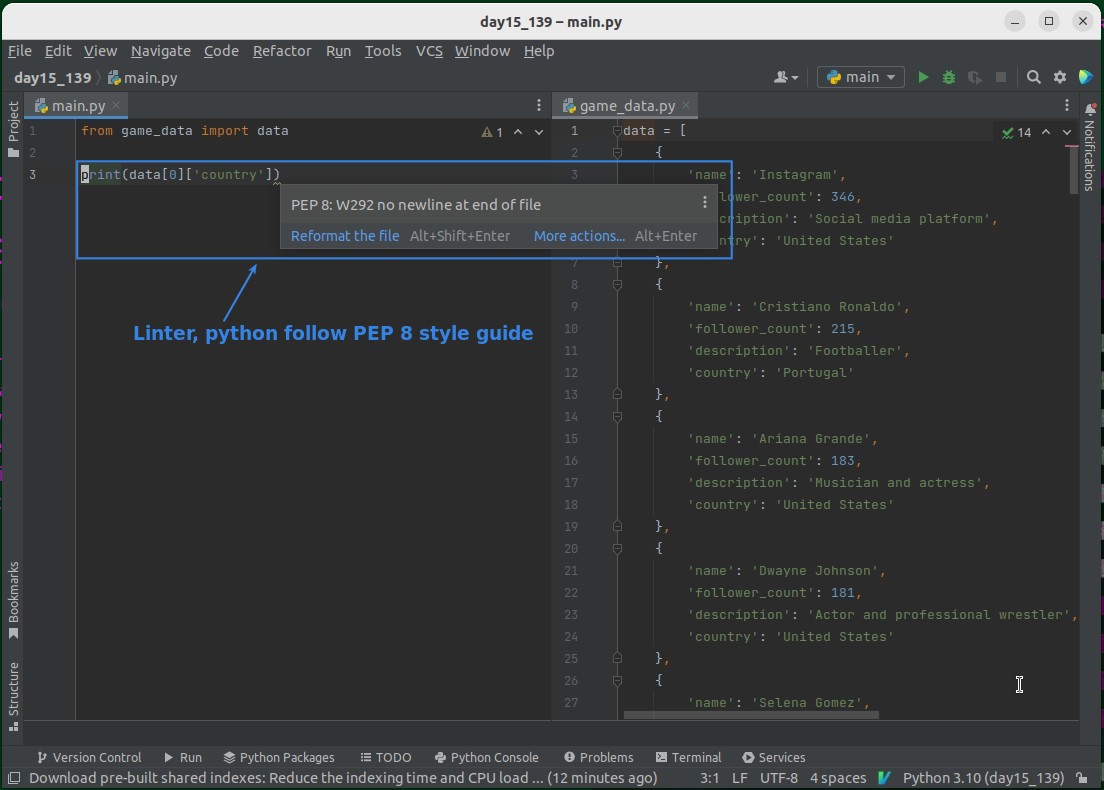 day15_139 – main.py
File Edit View Navigate Code Refactor Run Tools VCS Window Help
day15_139 main.py
main
Project
main.py
1 from game_data import data
2
3 print(data[0]['country'])
1
PEP 8: W292 no newline at end of file
Reformat the file Alt+Shift+Enter More actions... Alt+Enter
Linter, python follow PEP 8 style guide
game_data.py
14
1 data = [
2 {
3 'name': 'Instagram',
lower_count': 346,
cription': 'Social media platform',
ntry': 'United States'
7 },
8 {
9 'name': 'Cristiano Ronaldo',
10 'follower_count': 215,
11 'description': 'Footballer',
12 'country': 'Portugal'
13 },
14 {
15 'name': 'Ariana Grande',
16 'follower_count': 183,
17 'description': 'Musician and actress',
18 'country': 'United States'
19 },
20 {
21 'name': 'Dwayne Johnson',
22 'follower_count': 181,
23 'description': 'Actor and professional wrestler',
24 'country': 'United States'
25 },
26 {
27 'name': 'Selena Gomez',
Notifications
Bookmarks
Structure
Version Control Run Python Packages TODO Python Console Problems Terminal Services
Download pre-built shared indexes: Reduce the indexing time and CPU load ... (12 minutes ago) 3:1 LF UTF-8 4 spaces Python 3.10 (day15_139)